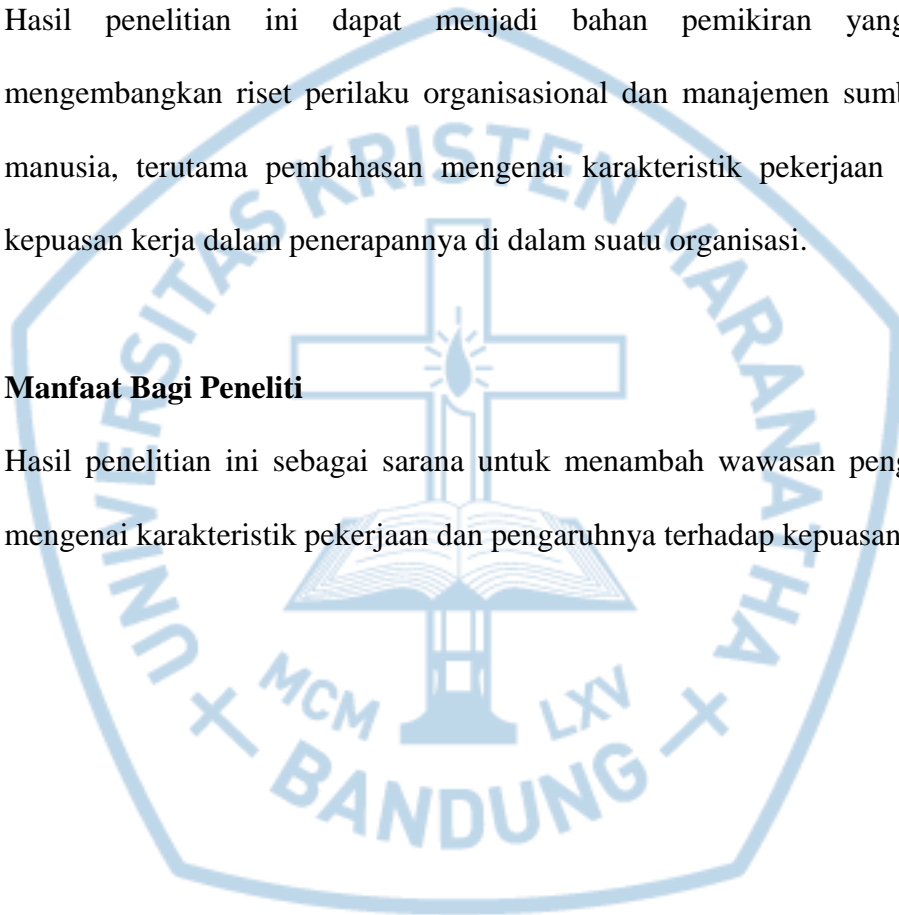 Hasil penelitian ini dapat menjadi bahan pemikiran yang
mengembangkan riset perilaku organisasional dan manajemen
manusia, terutama pembahasan mengenai karakteristik pekerjaan
kepuasan kerja dalam penerapannya di dalam suatu organisasi.
Manfaat Bagi Peneliti
Hasil penelitian ini sebagai sarana untuk menambah wawasan
mengenai karakteristik pekerjaan dan pengaruhnya terhadap kepuasan
UNIVERSITAS KRISTEN MARANATHA
MCM LXV
BANDUNG